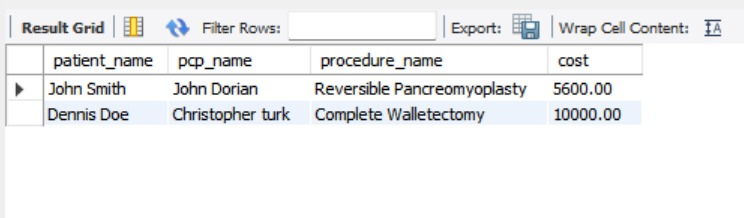 Result Grid Filter Rows: Export: Wrap Cell Content:
patient_name pcp_name procedure_name cost
John Smith John Dorian Reversible Pancreomyoplasty 5600.00
Dennis Doe Christopher turk Complete Walletectomy 10000.00